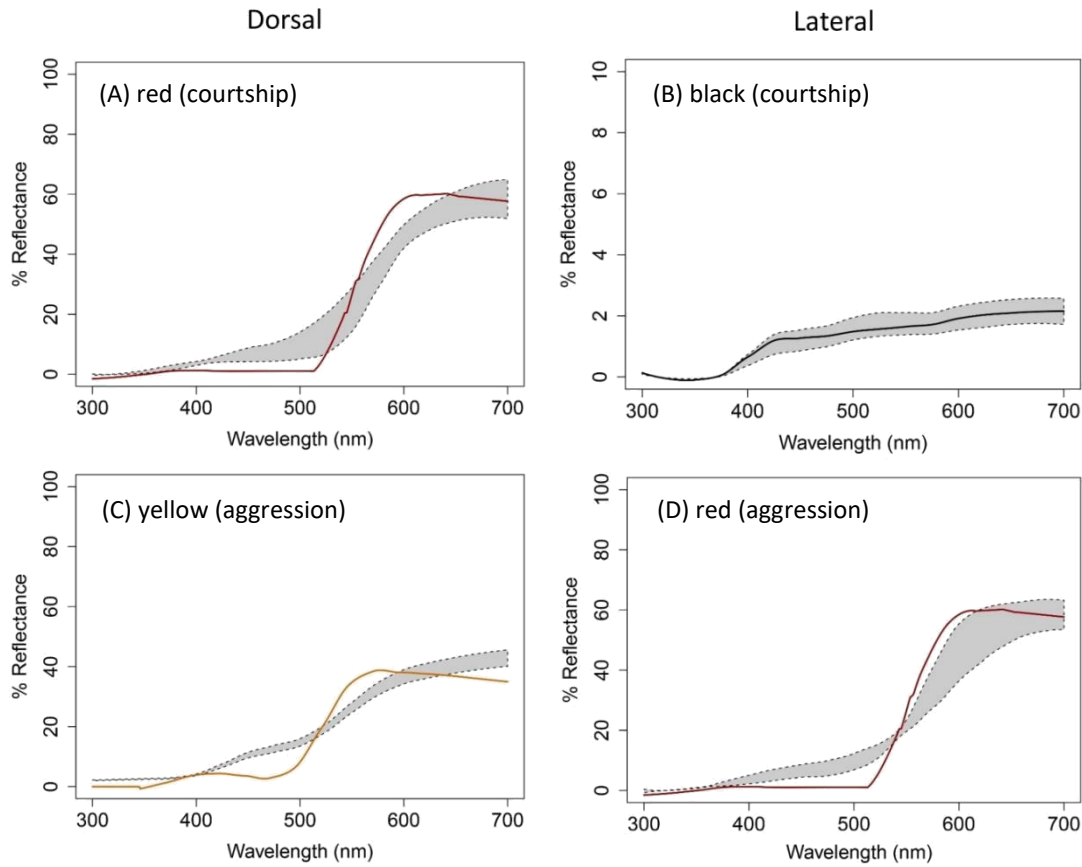 Dorsal
Lateral
(A) red (courtship)
% Reflectance
0 20 40 60 80 100
300 400 500 600 700
Wavelength (nm)
(B) black (courtship)
% Reflectance
0 2 4 6 8 10
300 400 500 600 700
Wavelength (nm)
(C) yellow (aggression)
% Reflectance
0 20 40 60 80 100
300 400 500 600 700
Wavelength (nm)
(D) red (aggression)
% Reflectance
0 20 40 60 80 100
300 400 500 600 700
Wavelength (nm)